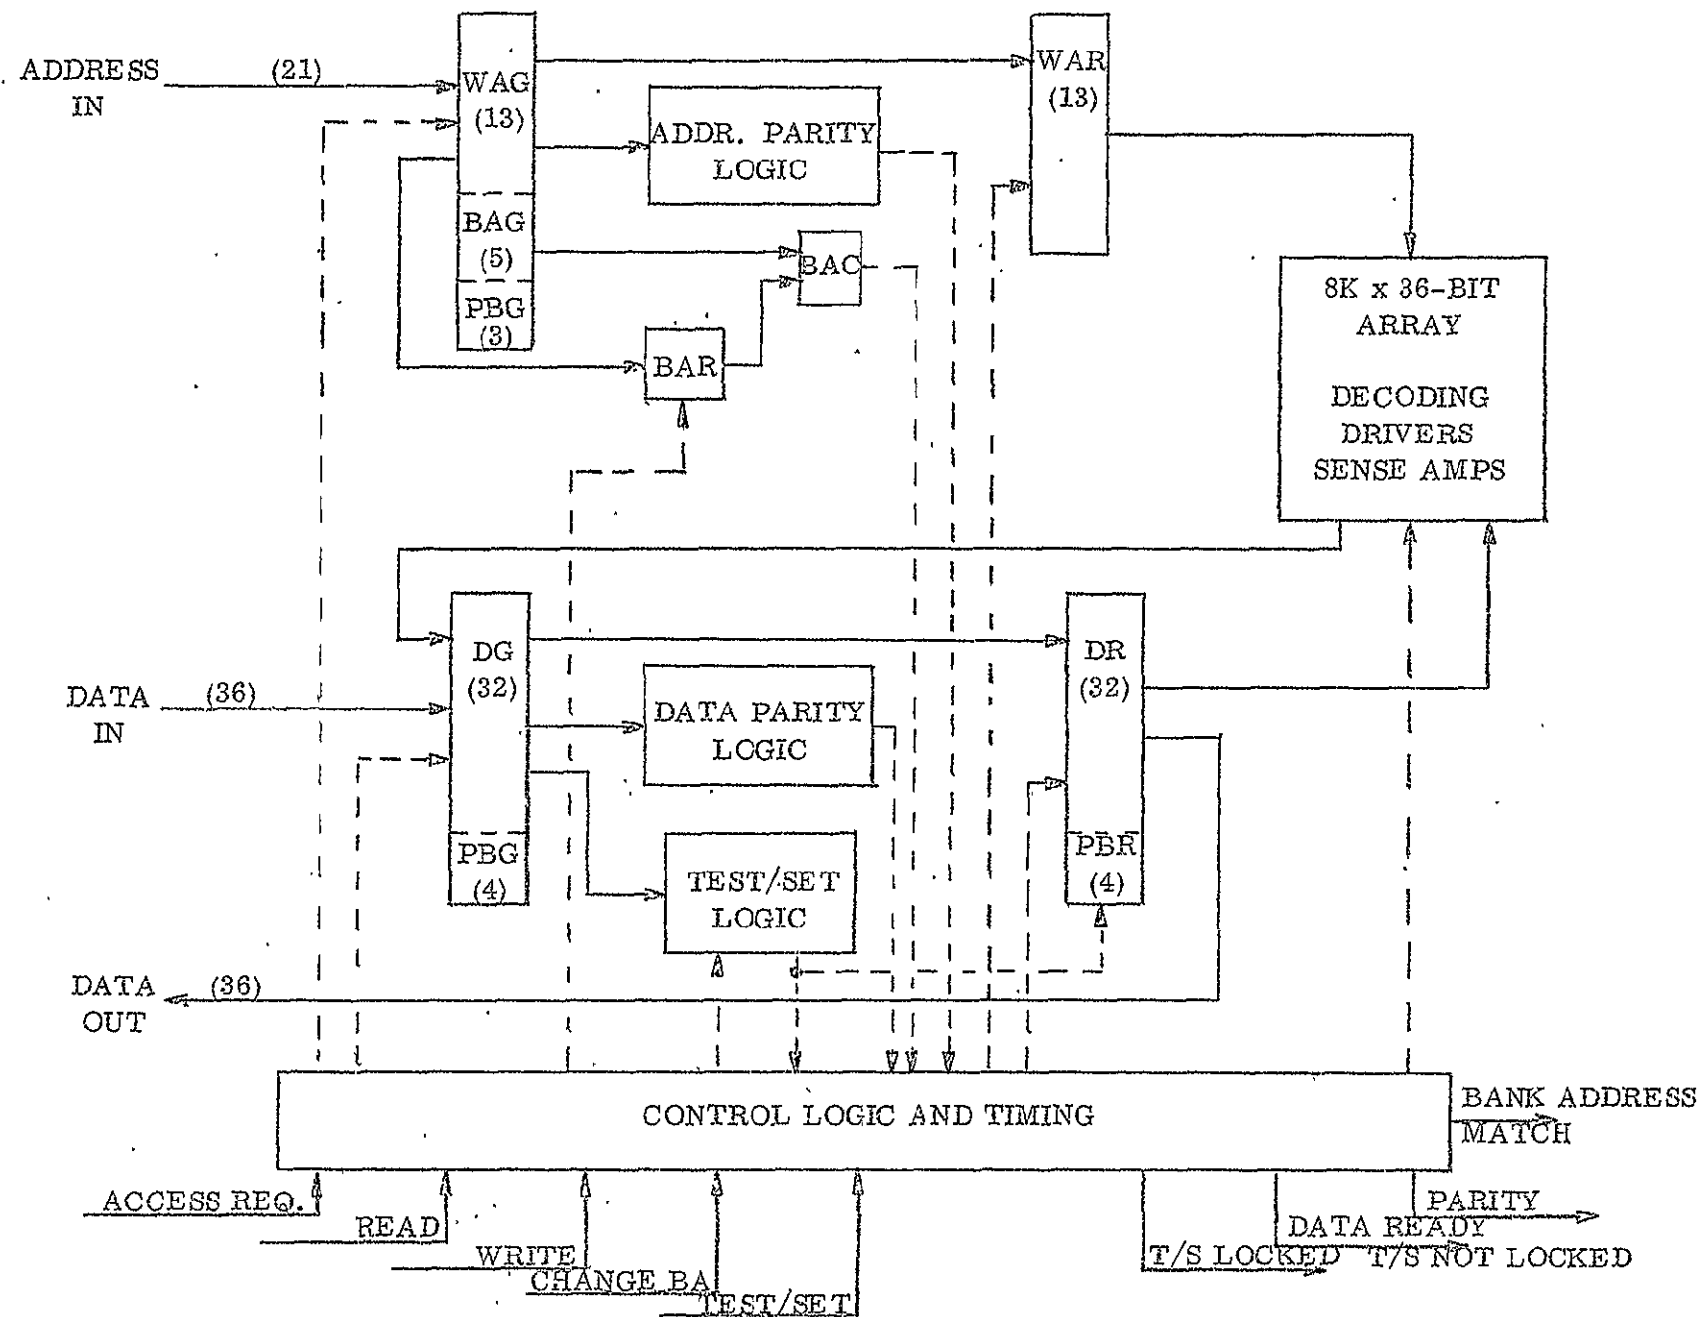 ADDRESS
IN
(21)
WAG
(13)
BAG
(5)
PBG
(3)
ADDR. PARITY
LOGIC
BAC
BAR
WAR
(13)
8K x 36-BIT
ARRAY
DECODING
DRIVERS
SENSE AMPS
DATA
IN
(36)
DG
(32)
PBG
(4)
DATA PARITY
LOGIC
TEST/SET
LOGIC
DR
(32)
PBR
(4)
DATA
OUT
(36)
CONTROL LOGIC AND TIMING
BANK ADDRESS
MATCH
ACCESS REQ.
READ
WRITE
CHANGE BA
TEST/SET
PARITY
DATA READY
T/S LOCKED
T/S NOT LOCKED